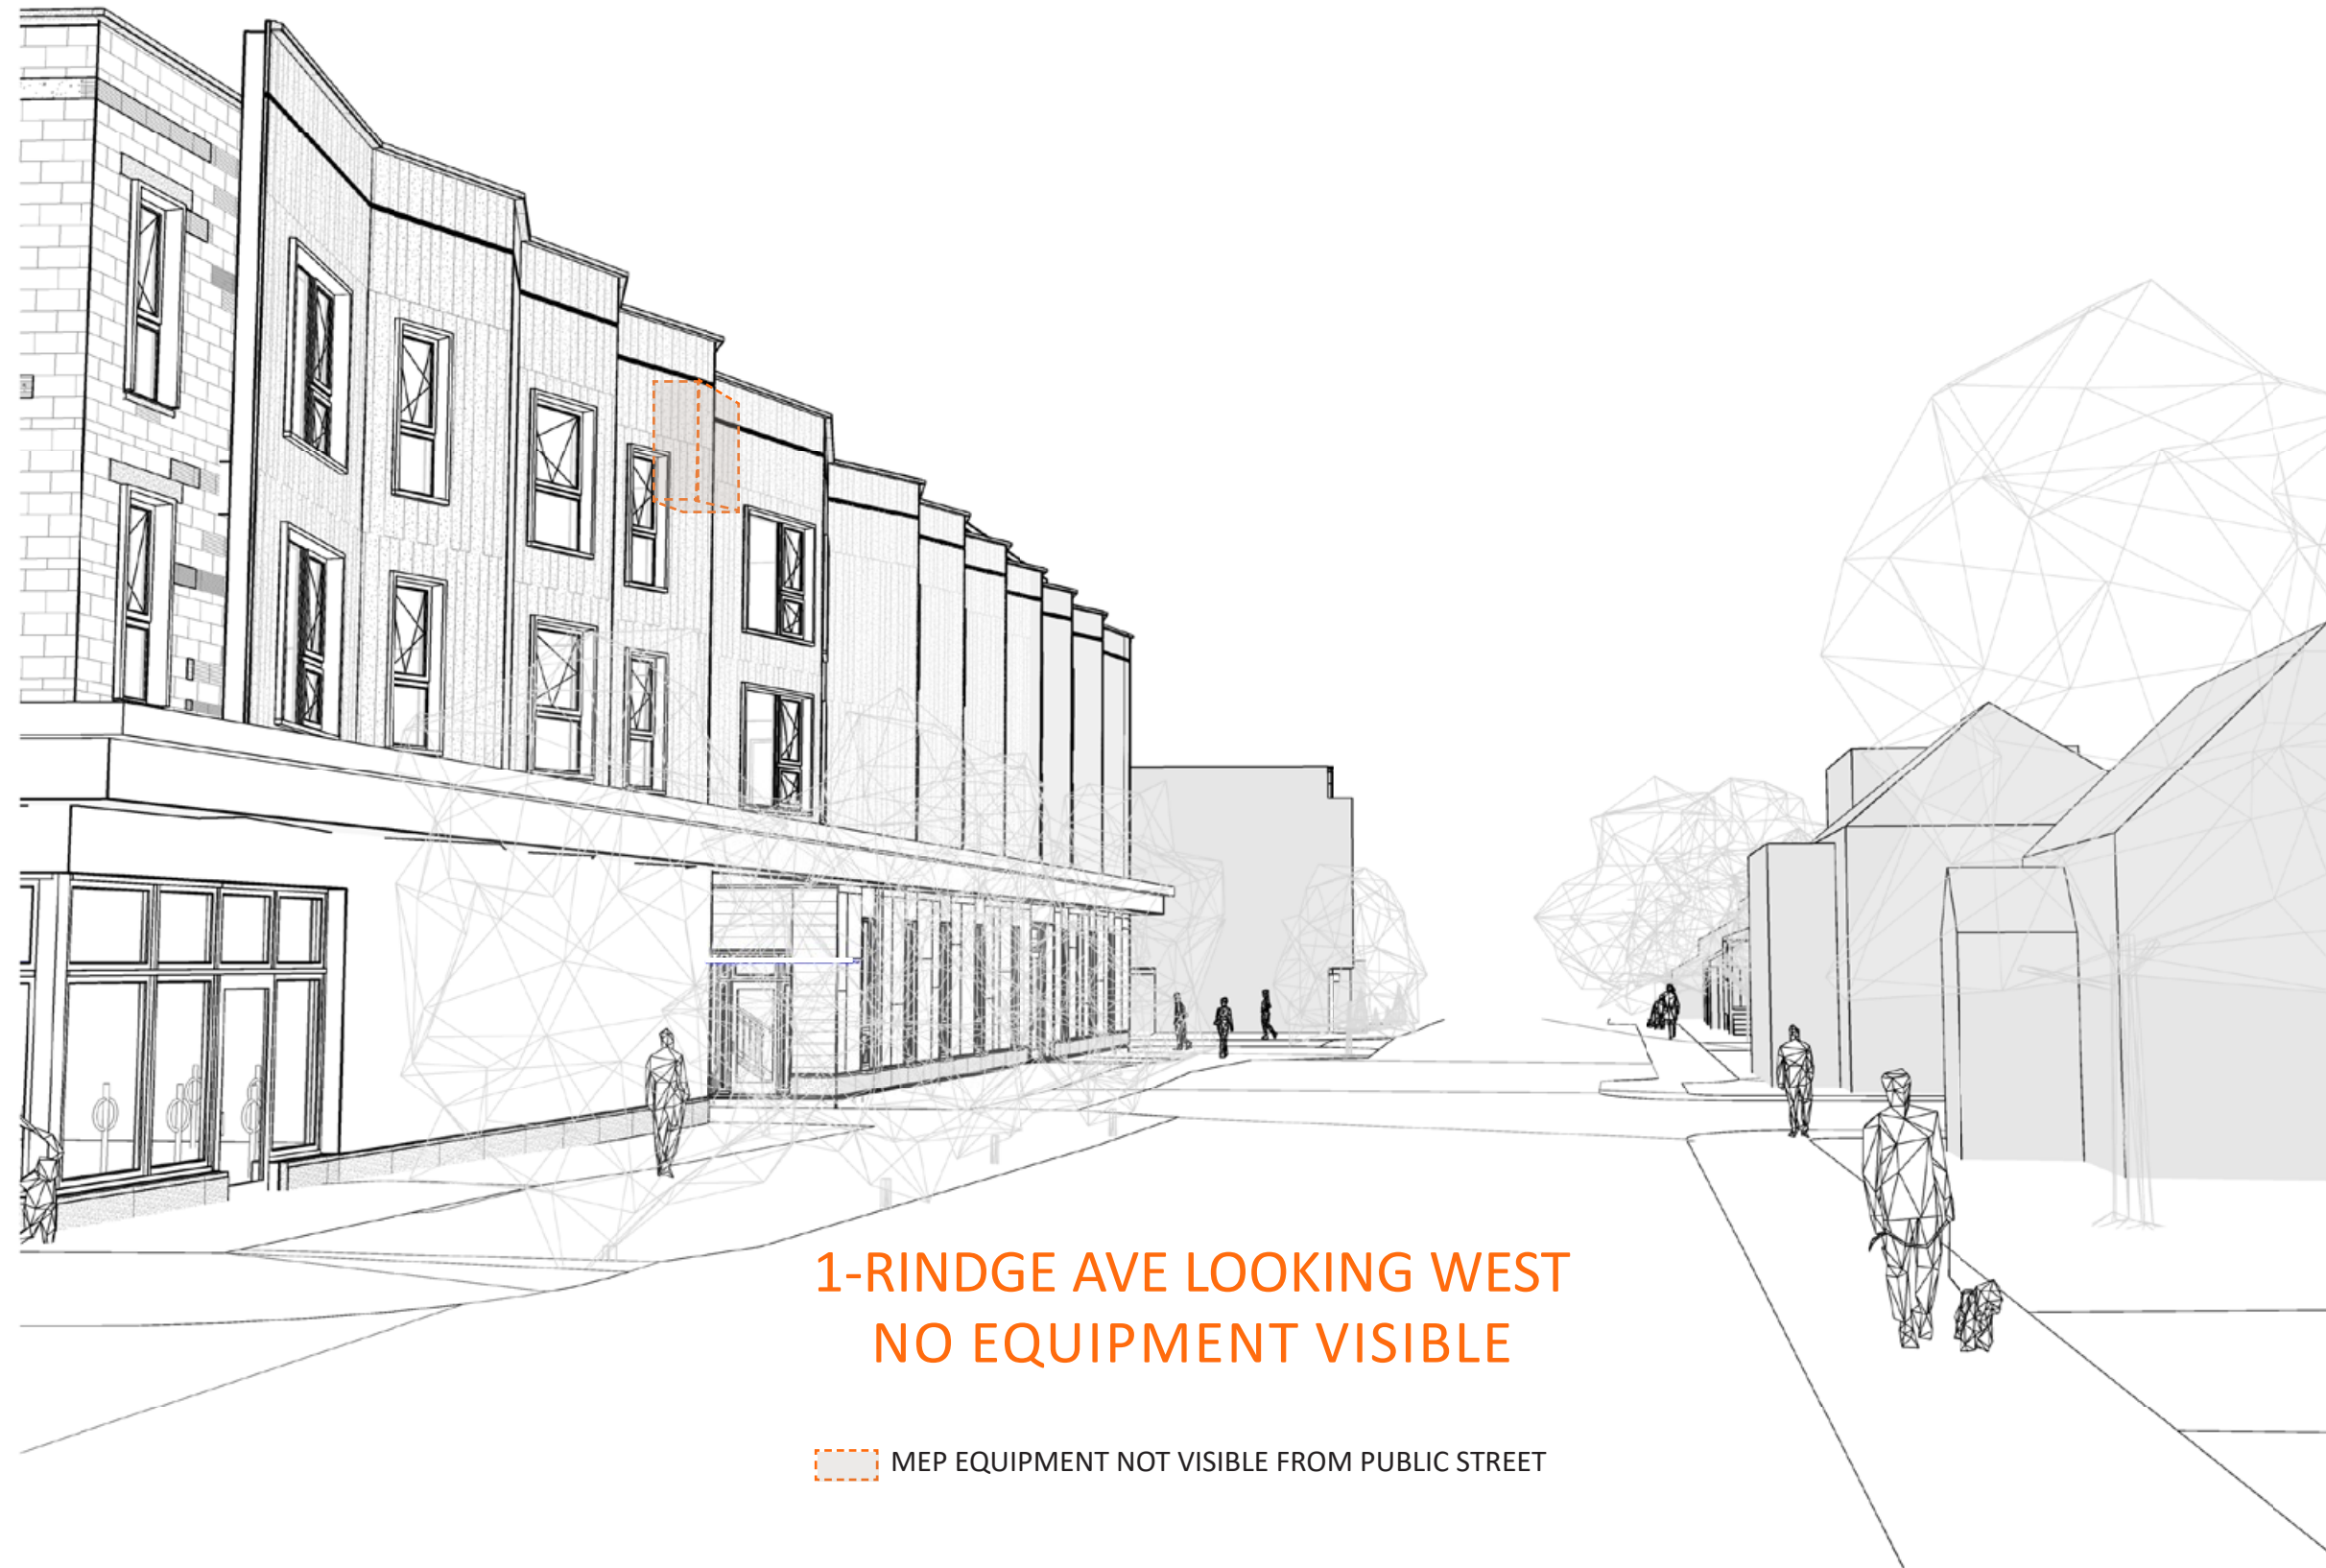 1-RINDGE AVE LOOKING WEST
NO EQUIPMENT VISIBLE
MEP EQUIPMENT NOT VISIBLE FROM PUBLIC STREET